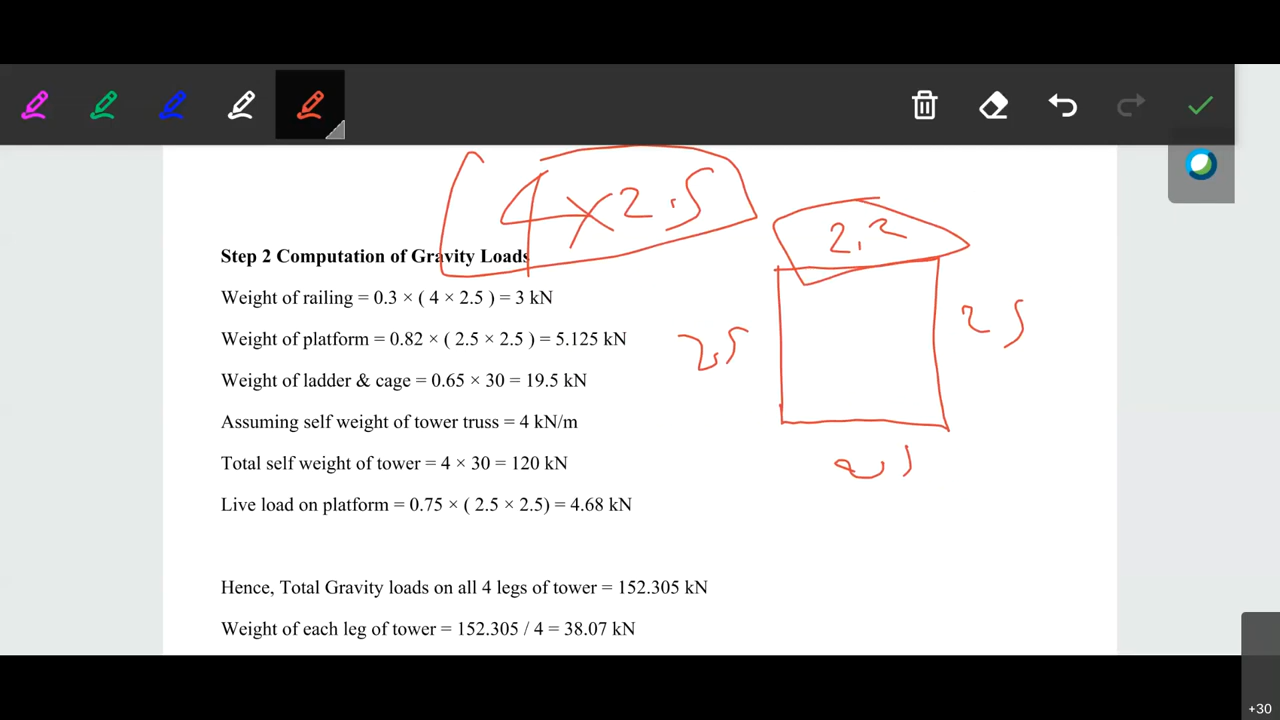 4 x 2.5
2.2
Step 2 Computation of Gravity Loads
Weight of railing = 0.3 × ( 4 × 2.5 ) = 3 kN
2.5
25
Weight of platform = 0.82 × ( 2.5 × 2.5 ) = 5.125 kN
Weight of ladder & cage = 0.65 × 30 = 19.5 kN
Assuming self weight of tower truss = 4 kN/m
Total self weight of tower = 4 × 30 = 120 kN
Live load on platform = 0.75 × ( 2.5 × 2.5) = 4.68 kN
Hence, Total Gravity loads on all 4 legs of tower = 152.305 kN
Weight of each leg of tower = 152.305 / 4 = 38.07 kN
+30